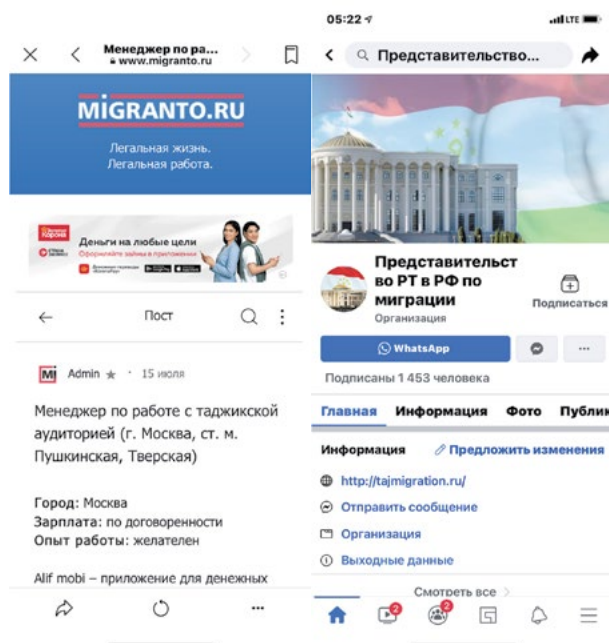 Менеджер по ра...
www.migranto.ru
MIGRANTO.RU
Легальная жизнь.
Легальная работа.
Деньги на любые цели
Оформляйте займы в приложении
Пост
Mi
Admin ★ · 15 июля
Менеджер по работе с таджикской
аудиторией (г. Москва, ст. м.
Пушкинская, Тверская)
Город: Москва
Зарплата: по договоренности
Опыт работы: желателен
Alif mobi – приложение для денежных
05:22
LTE
Представительство...
Представительст
во РТ в РФ по
миграции
Организация
Подписаться
WhatsApp
Подписаны 1 453 человека
Главная Информация Фото Публик
Информация Предложить изменения
http://tajmigration.ru/
Отправить сообщение
Организация
Выходные данные
Смотреть все
2 2